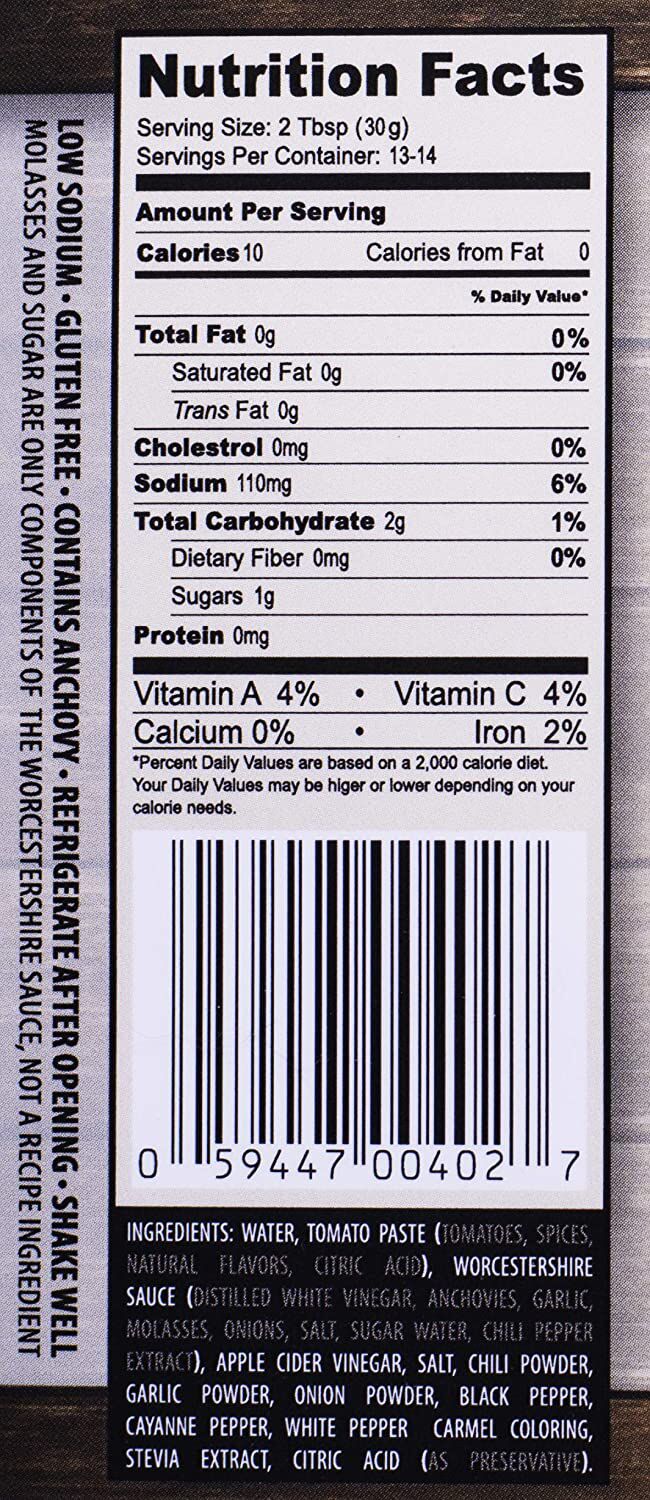 LOW SODIUM • GLUTEN FREE • CONTAINS ANCHOVY • REFRIGERATE AFTER OPENING • SHAKE WELL
MOLASSES AND SUGAR ARE ONLY COMPONENTS OF THE WORCESTERSHIRE SAUCE, NOT A RECIPE INGREDIENT
Nutrition Facts
Serving Size: 2 Tbsp (30g)
Servings Per Container: 13-14
Amount Per Serving
Calories 10 Calories from Fat 0
% Daily Value*
Total Fat 0g 0%
Saturated Fat 0g 0%
Trans Fat 0g
Cholestrol 0mg 0%
Sodium 110mg 6%
Total Carbohydrate 2g 1%
Dietary Fiber 0mg 0%
Sugars 1g
Protein 0mg
Vitamin A 4% • Vitamin C 4%
Calcium 0% • Iron 2%
*Percent Daily Values are based on a 2,000 calorie diet.
Your Daily Values may be higer or lower depending on your
calorie needs.
0 59447 00402 7
INGREDIENTS: WATER, TOMATO PASTE (TOMATOES, SPICES,
NATURAL FLAVORS, CITRIC ACID), WORCESTERSHIRE
SAUCE (DISTILLED WHITE VINEGAR, ANCHOVIES, GARLIC,
MOLASSES, ONIONS, SALT, SUGAR WATER, CHILI PEPPER
EXTRACT), APPLE CIDER VINEGAR, SALT, CHILI POWDER,
GARLIC POWDER, ONION POWDER, BLACK PEPPER,
CAYANNE PEPPER, WHITE PEPPER CARMEL COLORING,
STEVIA EXTRACT, CITRIC ACID (AS PRESERVATIVE).